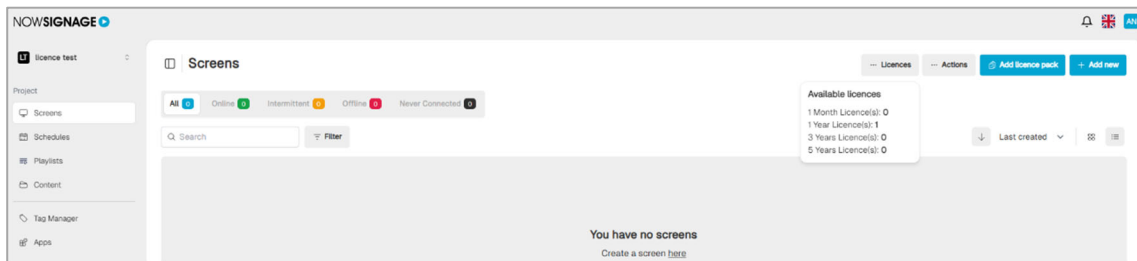 NOWSIGNAGE
AN
LT licence test
Screens
··· Licences
··· Actions
Add licence pack
+ Add new
Project
Screens
Schedules
Playlists
Content
Tag Manager
Apps
All 0
Online 0
Intermittent 0
Offline 0
Never Connected 0
Available licences
1 Month Licence(s): 0
1 Year Licence(s): 1
3 Years Licence(s): 0
5 Years Licence(s): 0
Search
Filter
Last created
You have no screens
Create a screen here